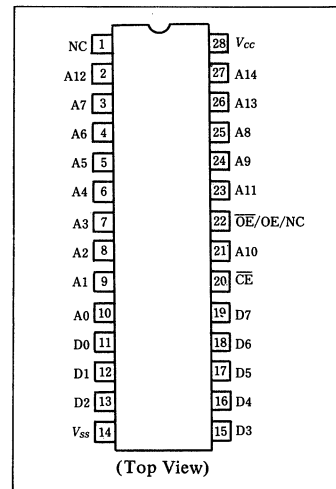 NC 1 28 Vcc
A12 2 27 A14
A7 3 26 A13
A6 4 25 A8
A5 5 24 A9
A4 6 23 A11
A3 7 22 O̅E̅/OE/NC
A2 8 21 A10
A1 9 20 C̅E̅
A0 10 19 D7
D0 11 18 D6
D1 12 17 D5
D2 13 16 D4
Vss 14 15 D3
(Top View)